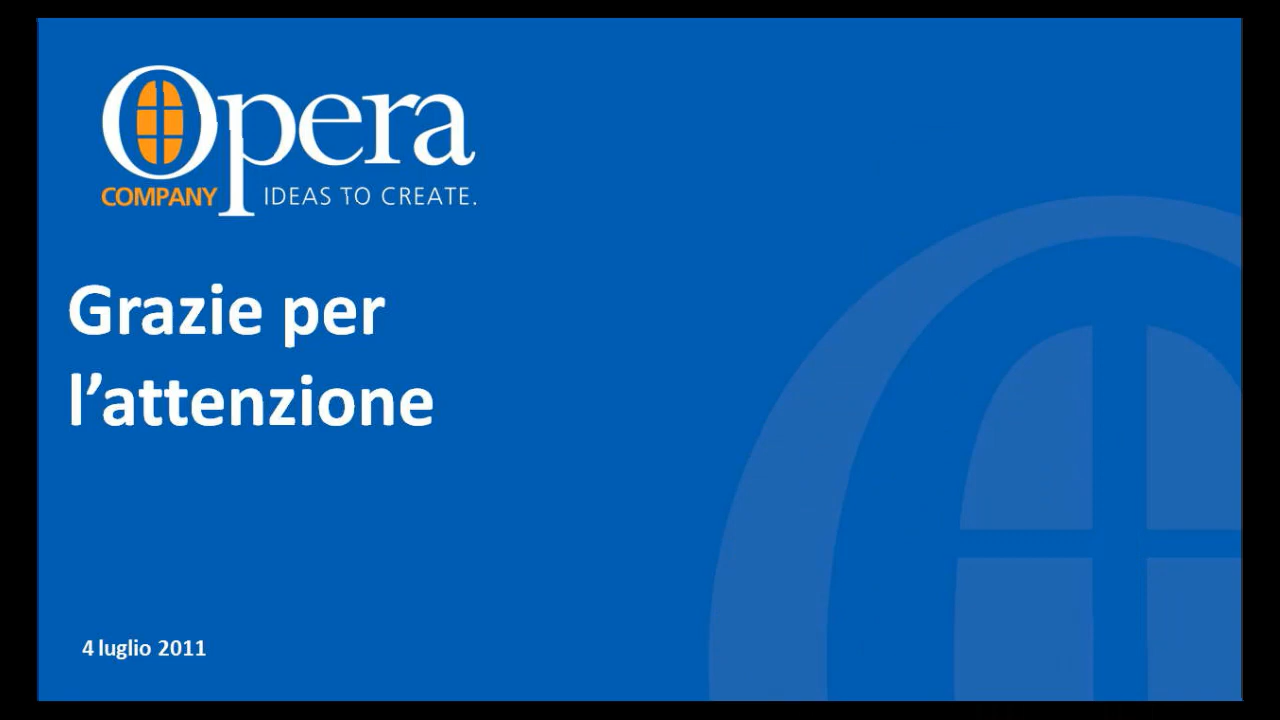 Opera
COMPANY IDEAS TO CREATE.
Grazie per
l’attenzione
4 luglio 2011